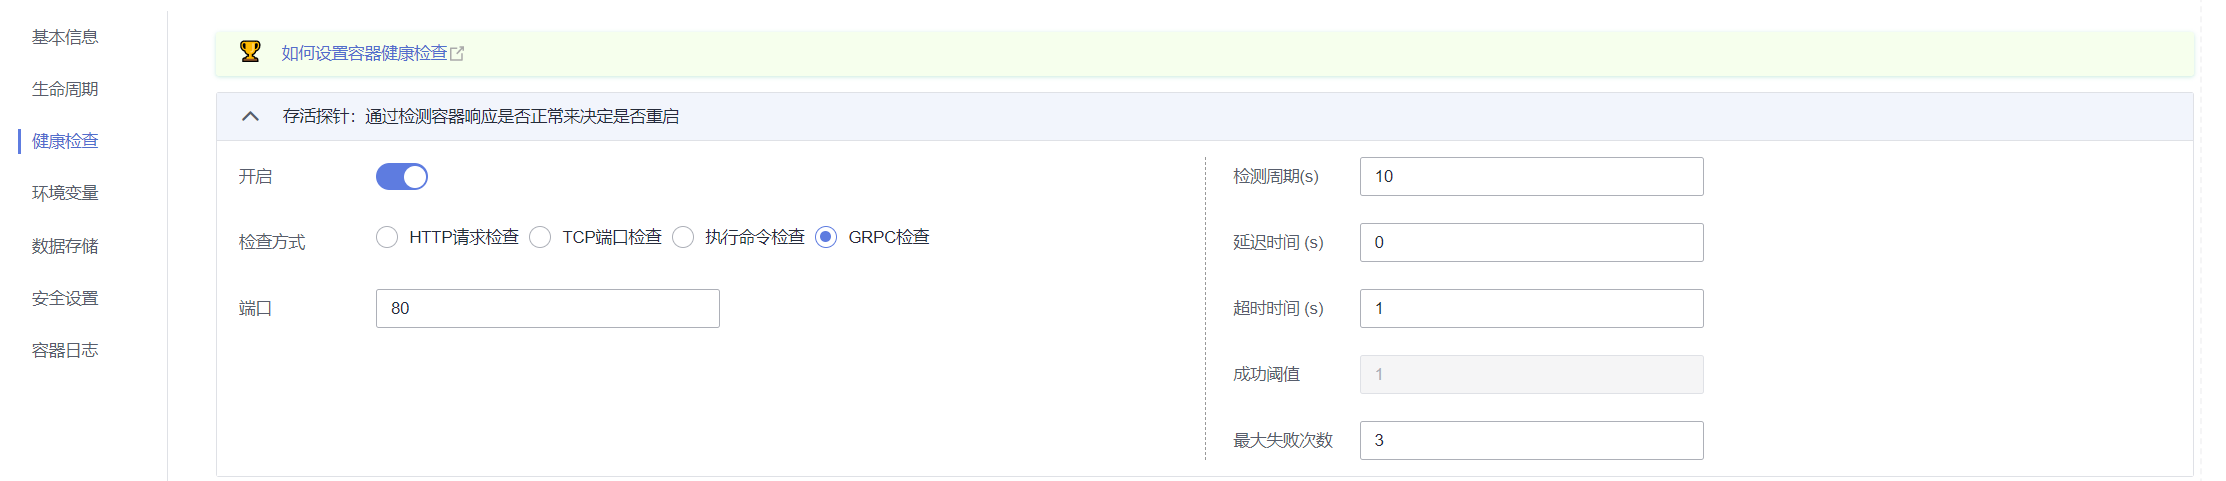 基本信息
生命周期
健康检查
环境变量
数据存储
安全设置
容器日志
如何设置容器健康检查
存活探针：通过检测容器响应是否正常来决定是否重启
开启
检查方式 HTTP请求检查 TCP端口检查 执行命令检查 GRPC检查
端口 80
检测周期(s) 10
延迟时间 (s) 0
超时时间 (s) 1
成功阈值 1
最大失败次数 3